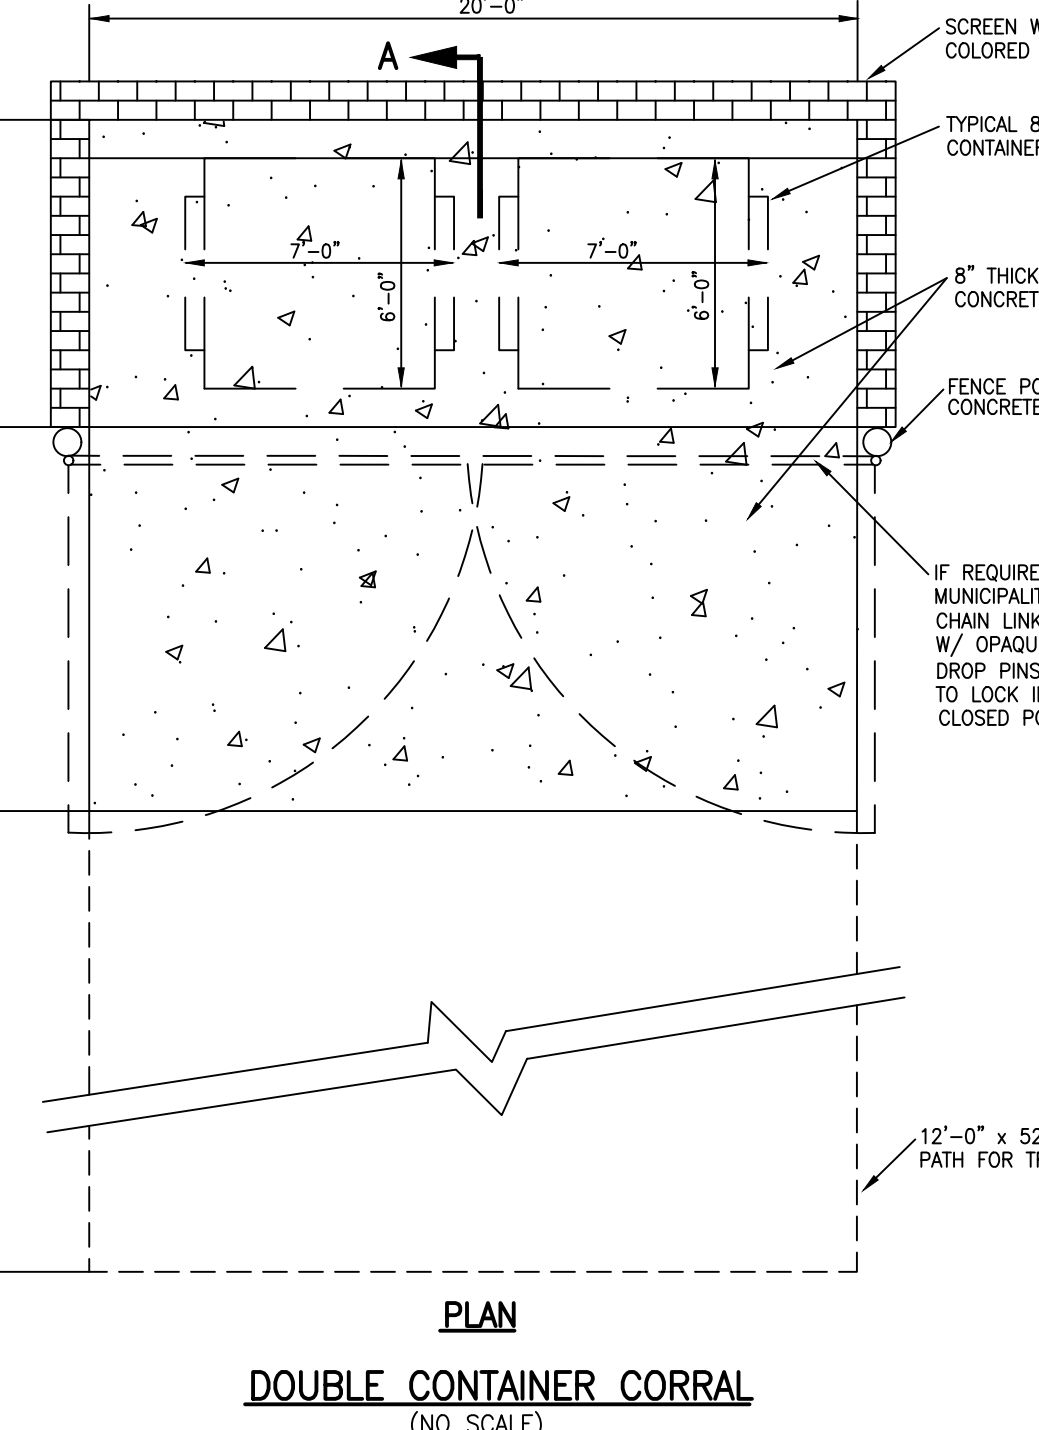 20'-0"
A
SCREEN W
COLORED
TYPICAL 8
CONTAINER
7'-0"
7'-0"
6'-0"
6'-0"
8" THICK
CONCRET
FENCE PO
CONCRETE
IF REQUIRE
MUNICIPALIT
CHAIN LINK
W/ OPAQU
DROP PINS
TO LOCK I
CLOSED PO
12'-0" x 52
PATH FOR TR
PLAN
DOUBLE CONTAINER CORRAL
(NO SCALE)